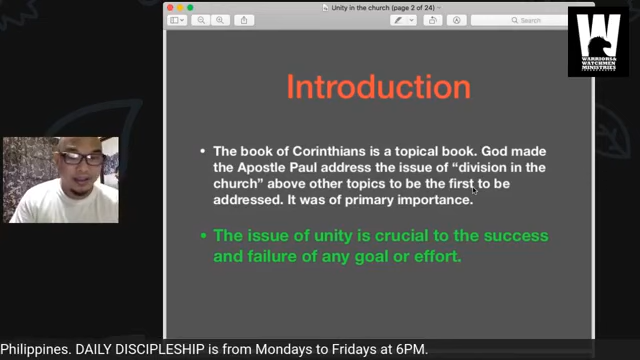 Unity in the church (page 2 of 24)
Search
WARRIORS &
WATCHMEN
MINISTRIES
Introduction
• The book of Corinthians is a topical book. God made
the Apostle Paul address the issue of “division in the
church” above other topics to be the first to be
addressed. It was of primary importance.
• The issue of unity is crucial to the success
and failure of any goal or effort.
Philippines. DAILY DISCIPLESHIP is from Mondays to Fridays at 6PM.